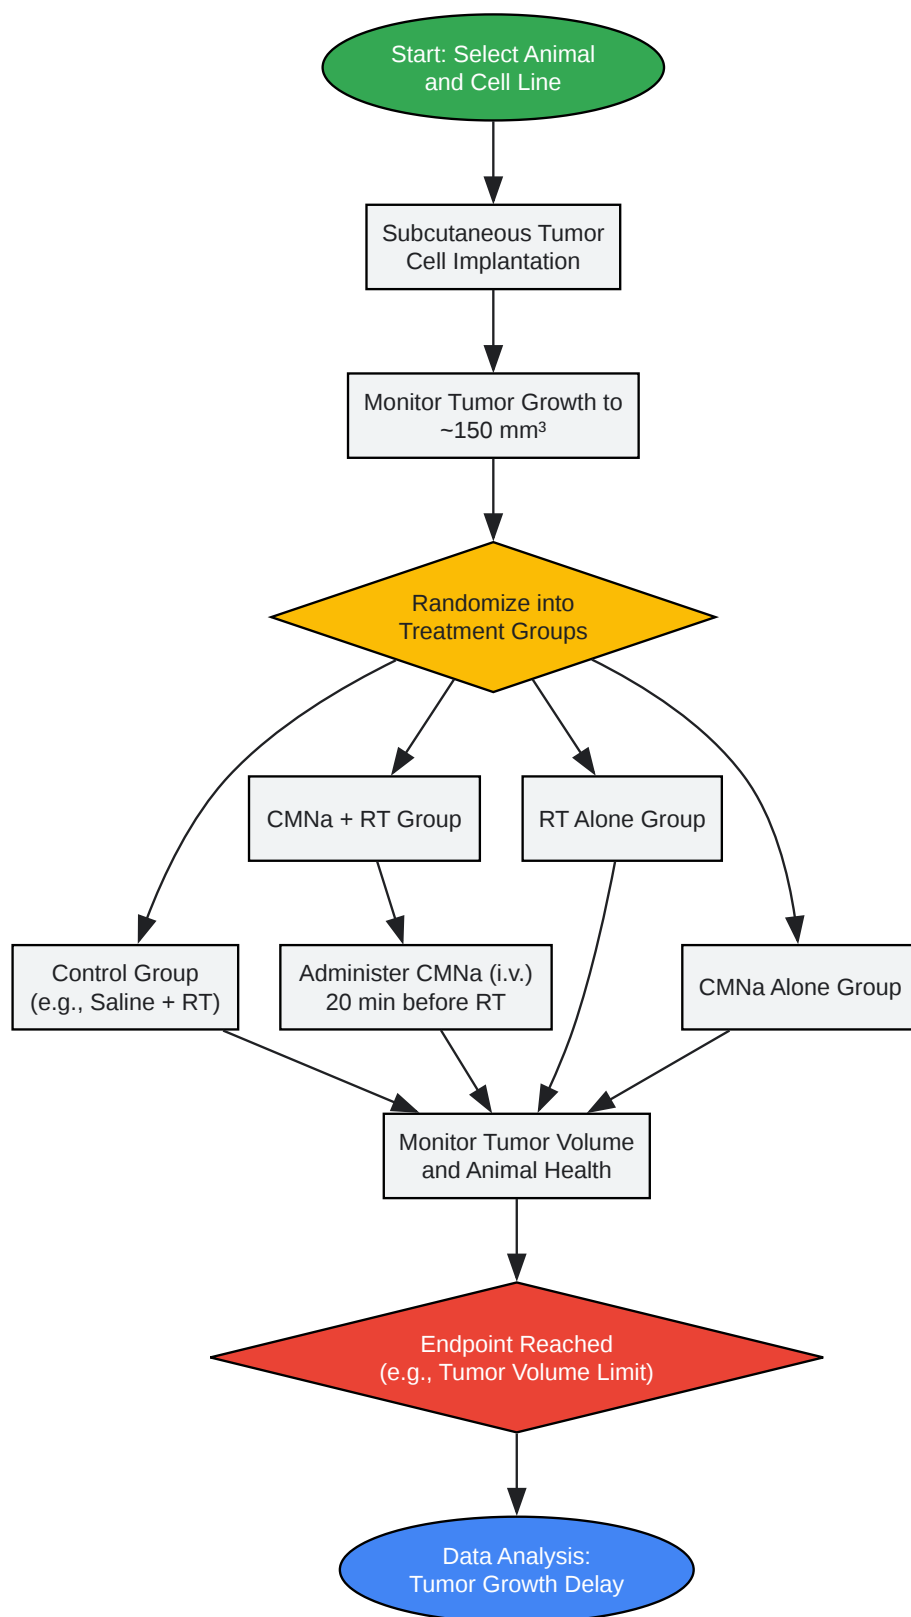 Start: Select Animal
and Cell Line
Subcutaneous Tumor
Cell Implantation
Monitor Tumor Growth to
~150 mm³
Randomize into
Treatment Groups
CMNa + RT Group
RT Alone Group
Control Group
(e.g., Saline + RT)
Administer CMNa (i.v.)
20 min before RT
CMNa Alone Group
Monitor Tumor Volume
and Animal Health
Endpoint Reached
(e.g., Tumor Volume Limit)
Data Analysis:
Tumor Growth Delay